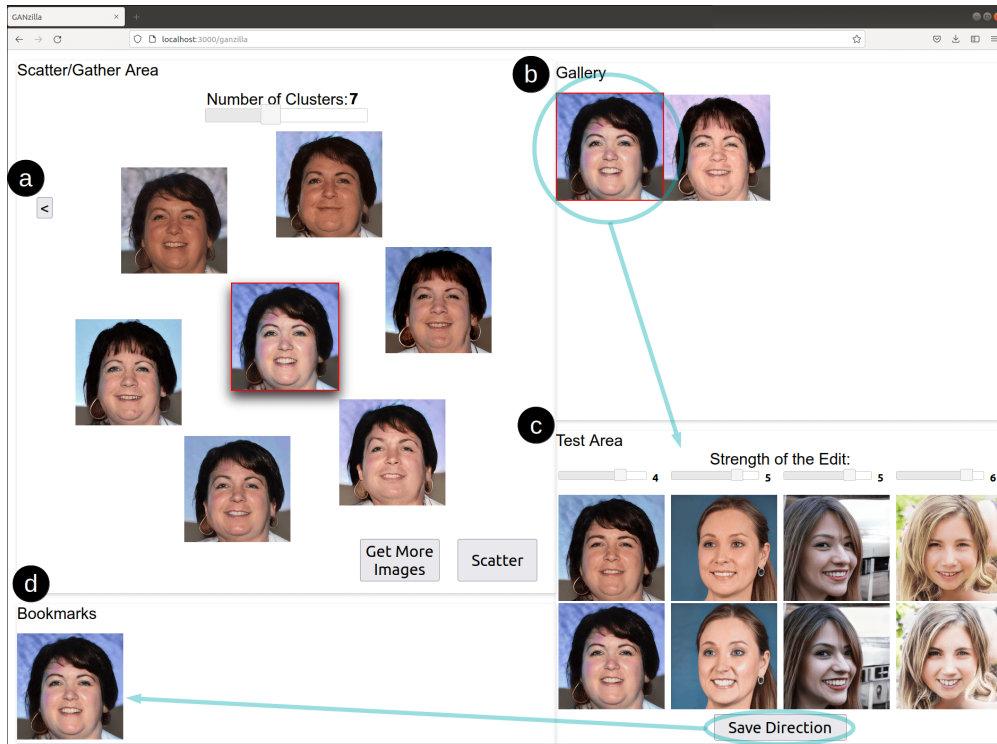 GANzilla
localhost:3000/ganzilla
Scatter/Gather Area
Number of Clusters:7
a
<
Get More
Images
Scatter
b
Gallery
c
Test Area
Strength of the Edit:
4 5 5 6
Save Direction
d
Bookmarks